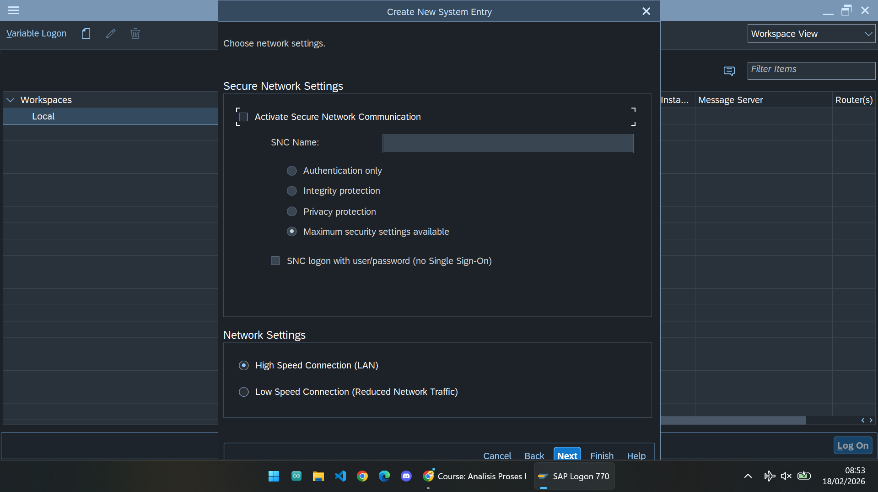 Create New System Entry
Variable Logon
Workspace View
Choose network settings.
Filter Items
Secure Network Settings
Workspaces
Insta... Message Server Router(s)
Local
Activate Secure Network Communication
SNC Name:
Authentication only
Integrity protection
Privacy protection
Maximum security settings available
SNC logon with user/password (no Single Sign-On)
Network Settings
High Speed Connection (LAN)
Low Speed Connection (Reduced Network Traffic)
Log On
Cancel Back Next Finish Help
Course: Analisis Proses I
SAP Logon 770
08:53
18/02/2026